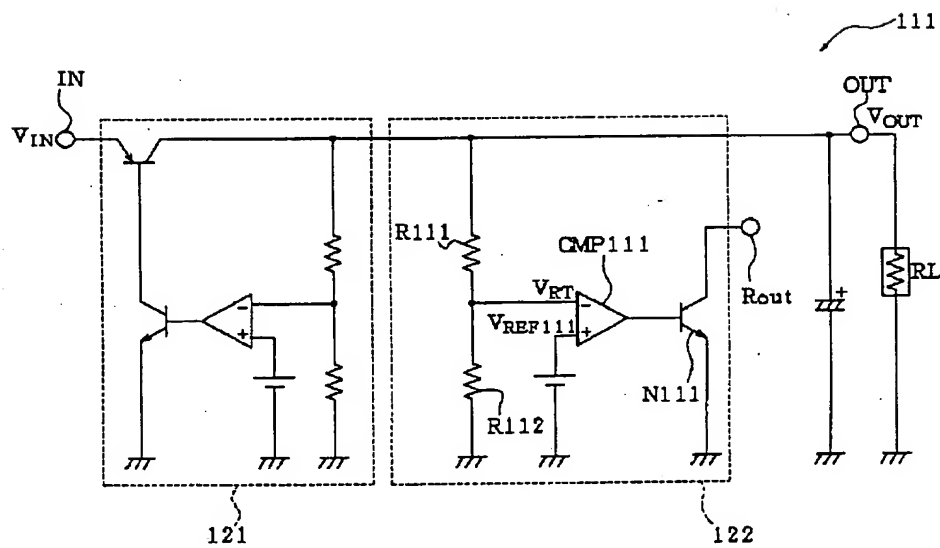 111
IN
OUT
VIN
VOUT
R111
CMP111
VRT
-
RL
Rout
-
VREF111
+
+
+
N111
R112
121
122